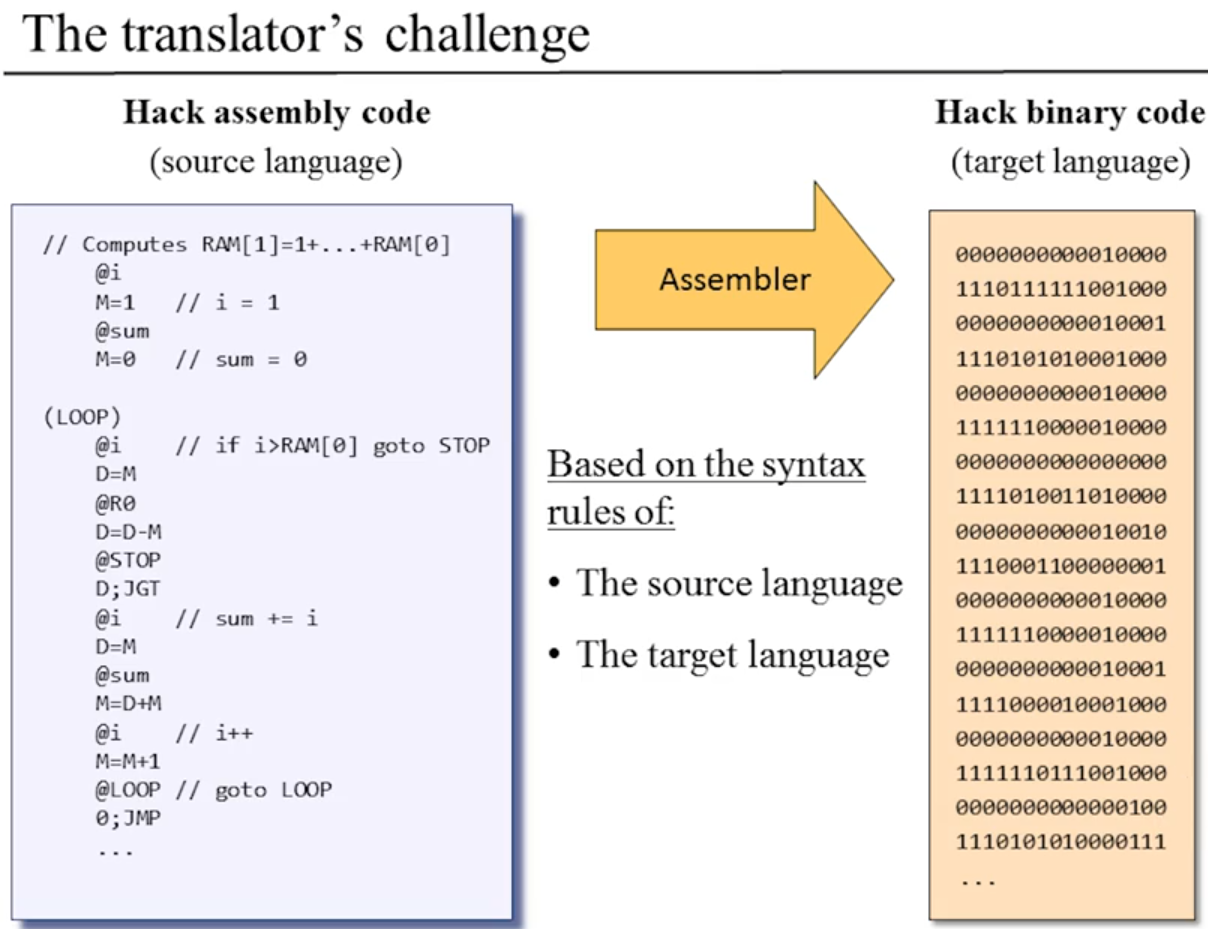 The translator's challenge
Hack assembly code
(source language)
// Computes RAM[1]=1+...+RAM[0]
@i
M=1 // i = 1
@sum
M=0 // sum = 0
(LOOP)
@i // if i>RAM[0] goto STOP
D=M
@R0
D=D-M
@STOP
D;JGT
@i // sum += i
D=M
@sum
M=D+M
@i // i++
M=M+1
@LOOP // goto LOOP
0;JMP
...
Assembler
Based on the syntax
rules of:
• The source language
• The target language
Hack binary code
(target language)
0000000000010000
1110111111001000
0000000000010001
1110101010001000
0000000000010000
1111110000010000
0000000000000000
1111010011010000
0000000000010010
1110001100000001
0000000000010000
1111110000010000
0000000000010001
1111000010001000
0000000000010000
1111110111001000
0000000000000100
1110101010000111
...